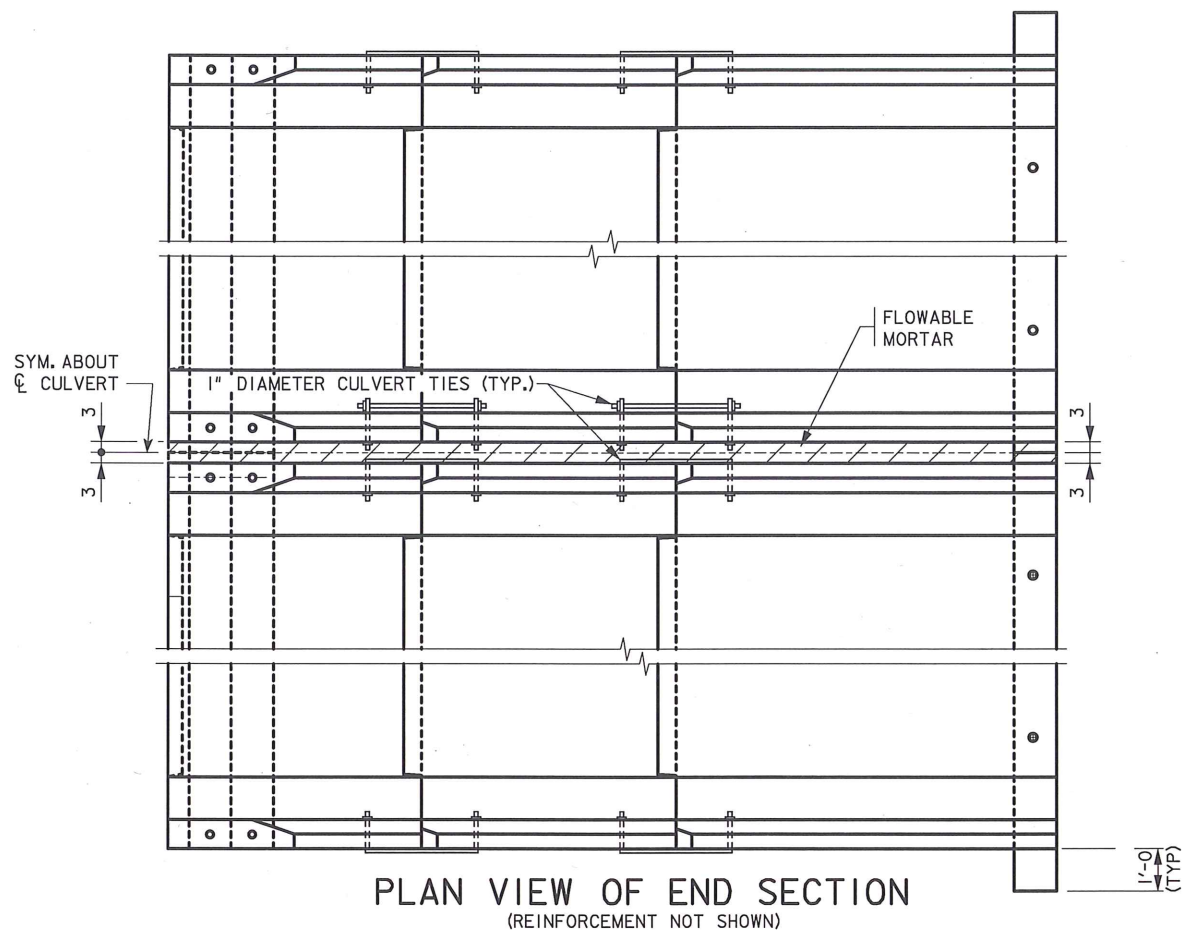 FLOWABLE
MORTAR
SYM. ABOUT
℄ CULVERT
1" DIAMETER CULVERT TIES (TYP.)
3
3
3
3
1'-0
(TYP)
PLAN VIEW OF END SECTION
(REINFORCEMENT NOT SHOWN)